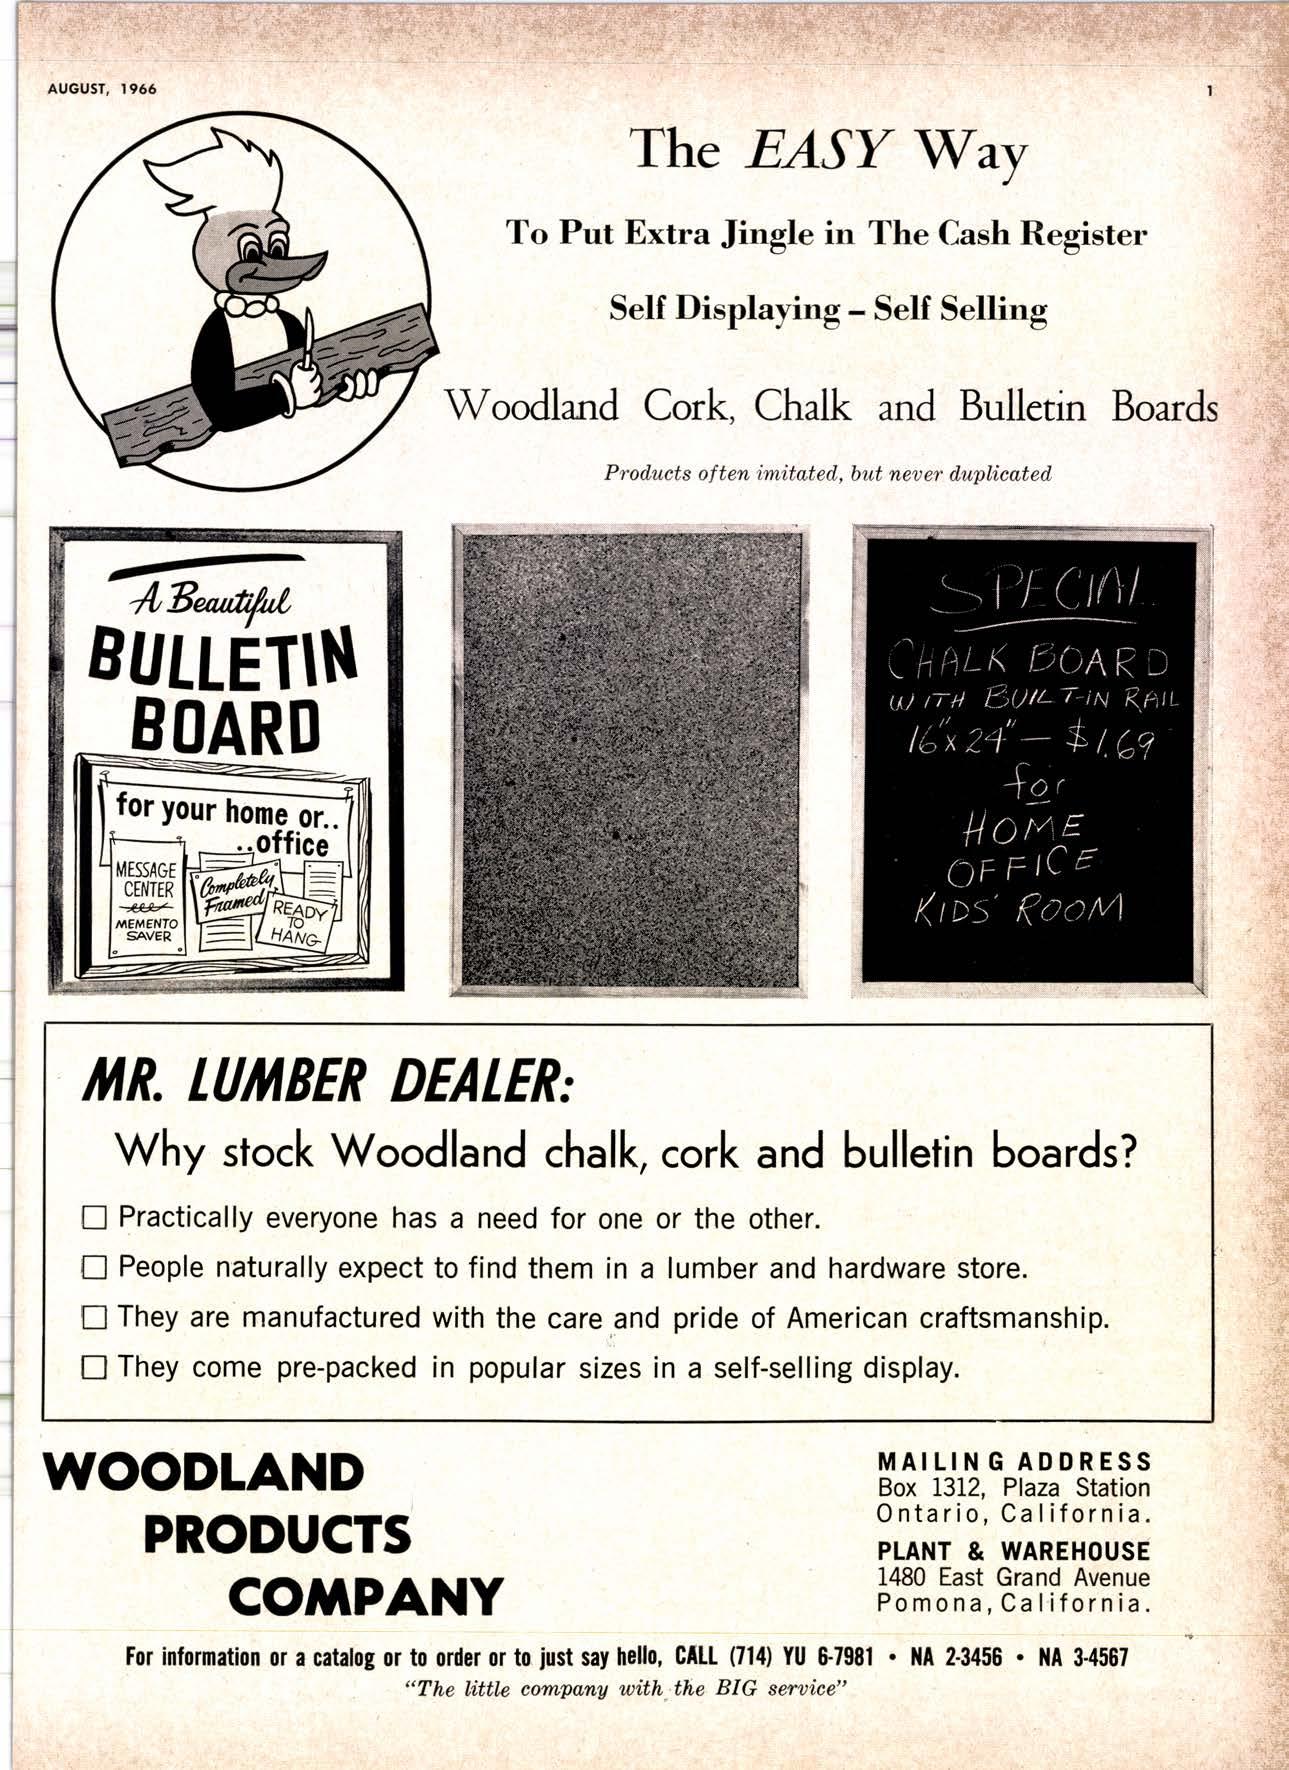 AUGUST, 1966
1
The EASY Way
To Put Extra Jingle in The Cash Register
Self Displaying – Self Selling
Woodland Cork, Chalk and Bulletin Boards
Products often imitated, but never duplicated
A Beautiful
BULLETIN
BOARD
for your home or..
..office
MESSAGE
CENTER
MEMENTO
SAVER
Completely
Framed
READY
TO
HANG
SPECIAL
CHALK BOARD
WITH BUILT-IN RAIL
16"x24" — $1.69
for
HOME
OFFICE
KIDS' ROOM
MR. LUMBER DEALER:
Why stock Woodland chalk, cork and bulletin boards?
☐ Practically everyone has a need for one or the other.
☐ People naturally expect to find them in a lumber and hardware store.
☐ They are manufactured with the care and pride of American craftsmanship.
☐ They come pre-packed in popular sizes in a self-selling display.
WOODLAND
PRODUCTS
COMPANY
MAILING ADDRESS
Box 1312, Plaza Station
Ontario, California.
PLANT & WAREHOUSE
1480 East Grand Avenue
Pomona, California.
For information or a catalog or to order or to just say hello, CALL (714) YU 6-7981 • NA 2-3456 • NA 3-4567
"The little company with the BIG service"